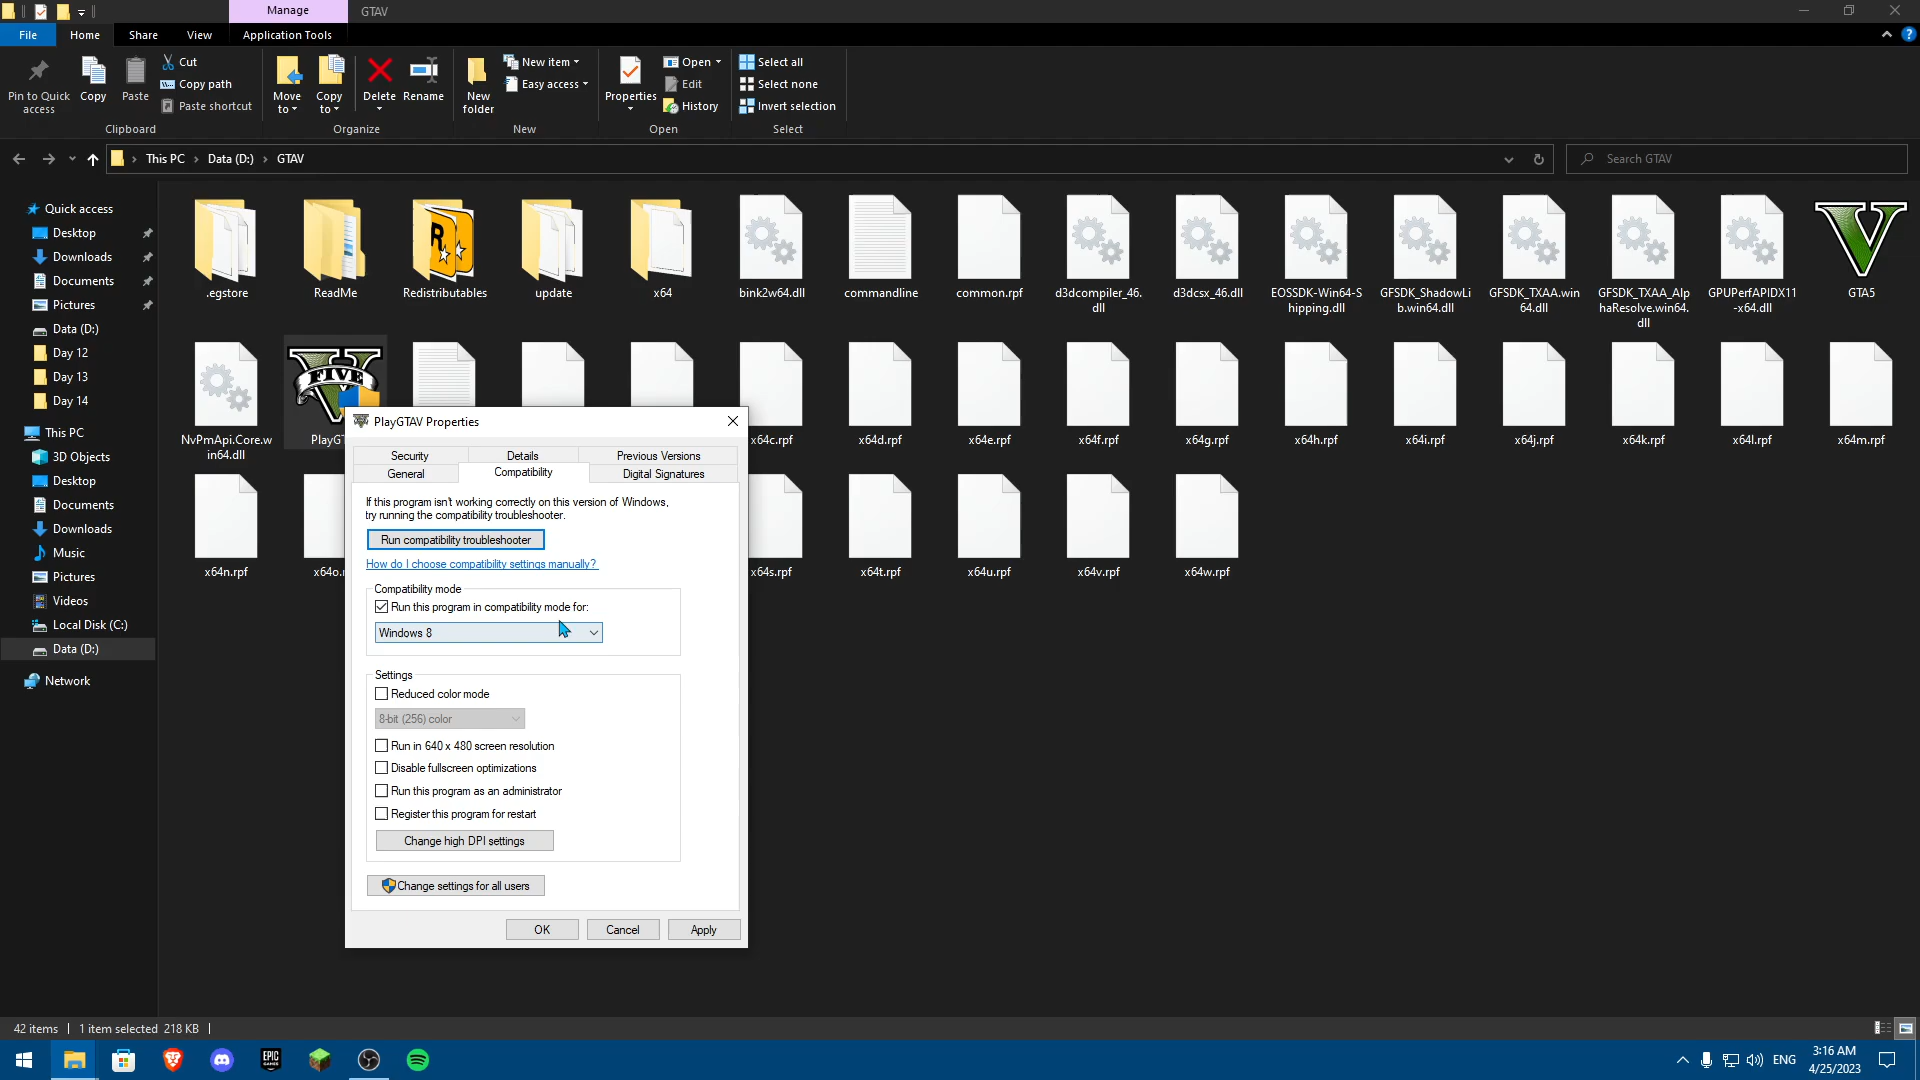 Manage
GTAV
File
Home
Share
View
Application Tools
Pin to Quick access
Copy
Paste
Cut
Copy path
Paste shortcut
Clipboard
Move to
Copy to
Delete
Rename
Organize
New folder
New item
Easy access
New
Properties
Open
Edit
History
Open
Select all
Select none
Invert selection
Select
This PC
Data (D:)
GTAV
Search GTAV
Quick access
Desktop
Downloads
Documents
Pictures
Data (D:)
Day 12
Day 13
Day 14
This PC
3D Objects
Desktop
Documents
Downloads
Music
Pictures
Videos
Local Disk (C:)
Data (D:)
Network
.egstore
ReadMe
Redistributables
update
x64
bink2w64.dll
commandline
common.rpf
d3dcompiler_46.
dll
d3dcsx_46.dll
EOSSDK-Win64-S
hipping.dll
GFSDK_ShadowLi
b.win64.dll
GFSDK_TXAA.win
64.dll
GFSDK_TXAA_Alp
haResolve.win64.
dll
GPUPerfAPIDX11
-x64.dll
GTA5
NvPmApi.Core.w
in64.dll
FIVE
PlayGT
x64c.rpf
x64d.rpf
x64e.rpf
x64f.rpf
x64g.rpf
x64h.rpf
x64i.rpf
x64j.rpf
x64k.rpf
x64l.rpf
x64m.rpf
x64n.rpf
x64o.r
x64s.rpf
x64t.rpf
x64u.rpf
x64v.rpf
x64w.rpf
PlayGTAV Properties
Security
Details
Previous Versions
General
Compatibility
Digital Signatures
If this program isn't working correctly on this version of Windows,
try running the compatibility troubleshooter.
Run compatibility troubleshooter
How do I choose compatibility settings manually?
Compatibility mode
Run this program in compatibility mode for:
Windows 8
Settings
Reduced color mode
8-bit (256) color
Run in 640 x 480 screen resolution
Disable fullscreen optimizations
Run this program as an administrator
Register this program for restart
Change high DPI settings
Change settings for all users
OK
Cancel
Apply
42 items
1 item selected 218 KB
EPIC
GAMES
ENG
3:16 AM
4/25/2023